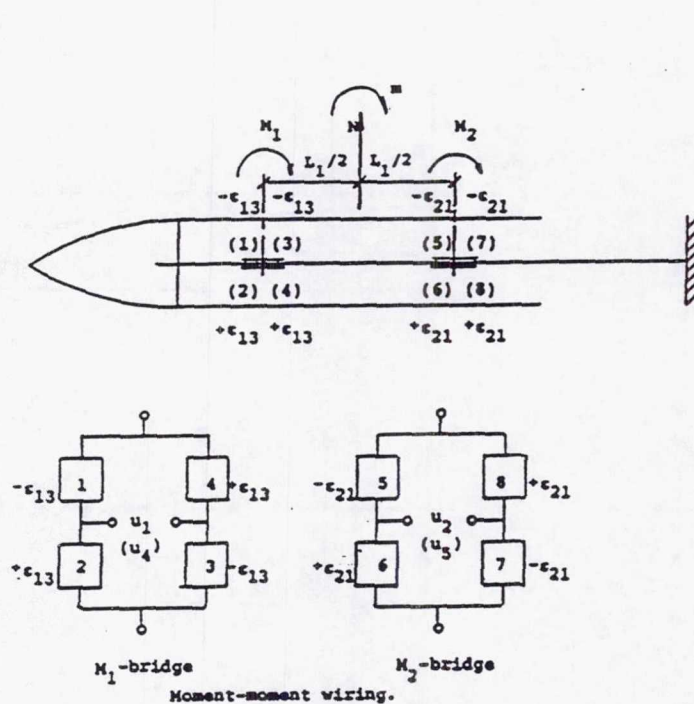 m
M₁ N M₂
L₁/2 L₁/2
-ε₁₃ -ε₁₃ -ε₂₁ -ε₂₁
(1) (3) (5) (7)
(2) (4) (6) (8)
+ε₁₃ +ε₁₃ +ε₂₁ +ε₂₁
-ε₁₃ 1 4 +ε₁₃ -ε₂₁ 5 8 +ε₂₁
u₁ u₂
(u₄) (u₅)
+ε₁₃ 2 3 -ε₁₃ +ε₂₁ 6 7 -ε₂₁
M₁-bridge M₂-bridge
Moment-moment wiring.